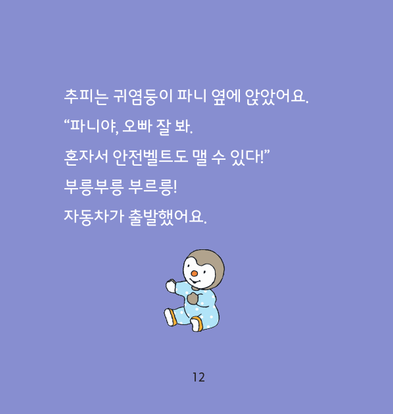 추피는 귀염둥이 파니 옆에 앉았어요.
“파니야, 오빠 잘 봐.
혼자서 안전벨트도 맬 수 있다!”
부릉부릉 부르릉!
자동차가 출발했어요.
12